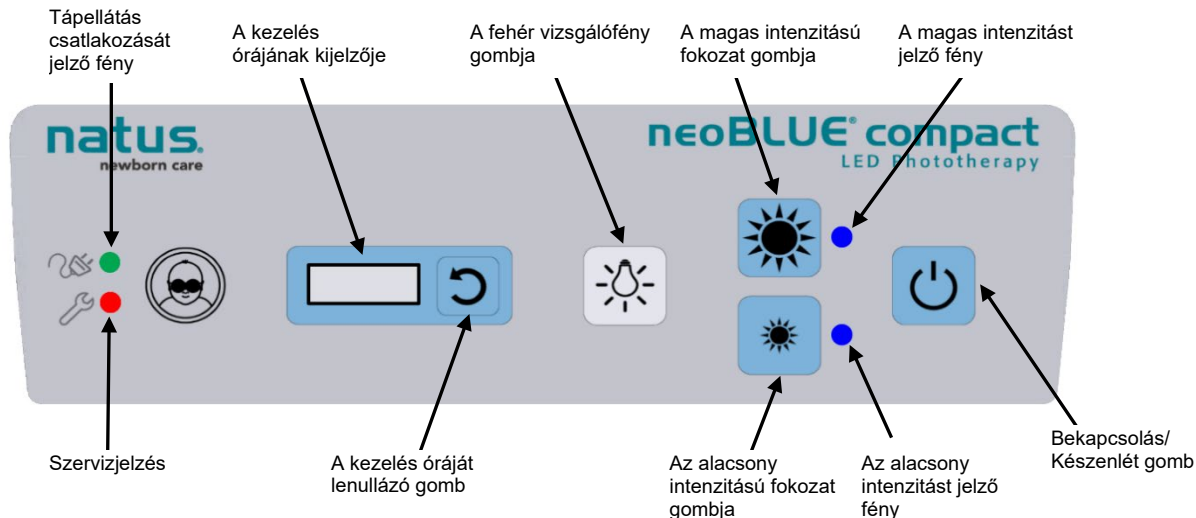 Tápellátás
csatlakozását
jelző fény
A kezelés
órájának kijelzője
A fehér vizsgálófény
gombja
A magas intenzitású
fokozat gombja
A magas intenzitást
jelző fény
natus.
newborn care
neoBLUE® compact
LED Phototherapy
Szervizjelzés
A kezelés óráját
lenullázó gomb
Az alacsony
intenzitású fokozat
gombja
Az alacsony
intenzitást jelző
fény
Bekapcsolás/
Készenlét gomb